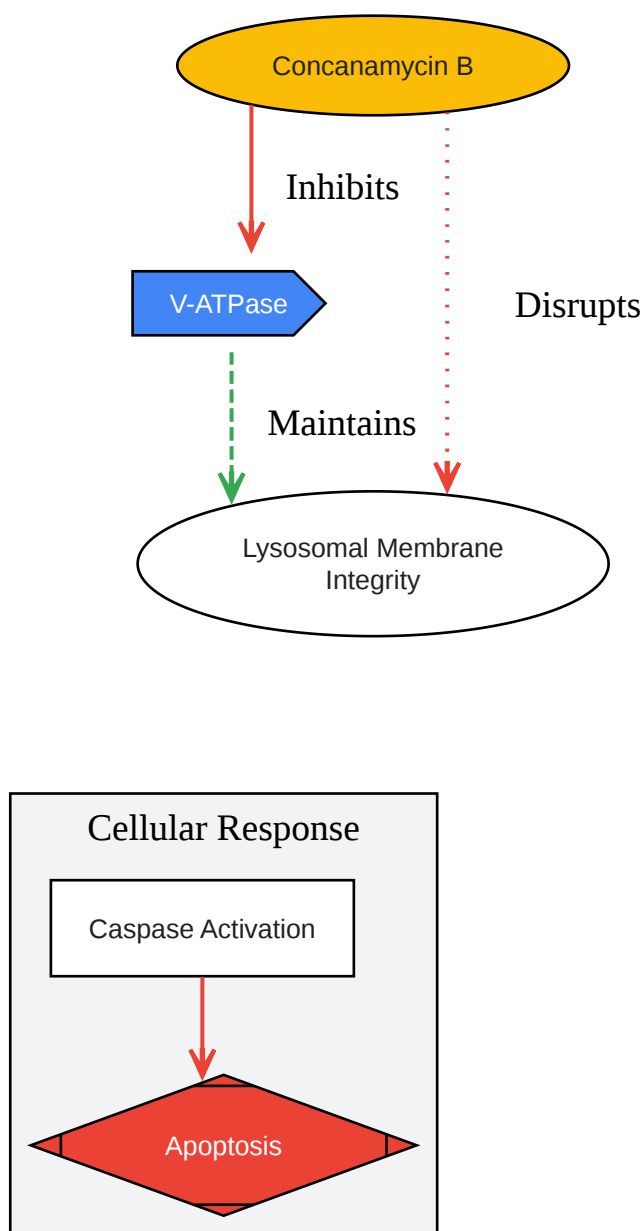 Concanamycin B
Inhibits
V-ATPase
Disrupts
Maintains
Lysosomal Membrane
Integrity
Cellular Response
Caspase Activation
Apoptosis